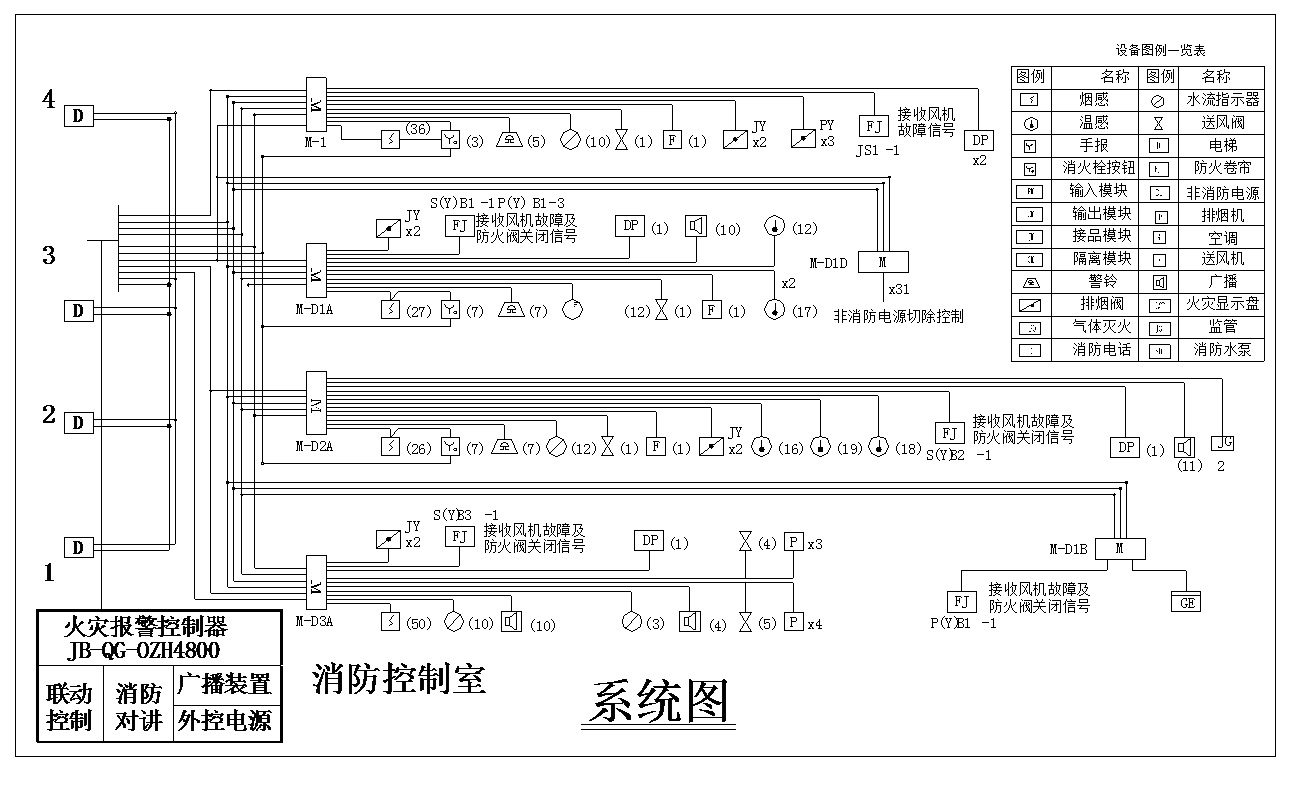 设备图例一览表
图例 名称 图例 名称
烟感 水流指示器
温感 送风阀
手报 电梯
消火栓按钮 防火卷帘
输入模块 非消防电源
输出模块 排烟机
接品模块 空调
隔离模块 送风机
警铃 广播
排烟阀 火灾显示盘
气体灭火 监管
消防电话 消防水泵
4
D
M
M-1
(36)
(3)
(5)
(10)
(1)
F
(1)
JY
x2
PY
x3
FJ
接收风机
故障信号
JS1 -1
DP
x2
3
D
M
M-D1A
JY
x2
S(Y)B1 -1P(Y) B1-3
FJ
接收风机故障及
防火阀关闭信号
DP
(1)
(10)
(12)
M-D1D
M
x31
非消防电源切除控制
(27)
(7)
(7)
F
(12)
(1)
F
(1)
x2
(17)
2
D
M
M-D2A
(26)
(7)
(7)
(12)
(1)
F
(1)
JY
x2
(16)
(19)
(18)
FJ
接收风机故障及
防火阀关闭信号
S(Y)B2 -1
DP
(1)
(11)
JG
2
1
D
M
M-D3A
JY
x2
S(Y)B3 -1
FJ
接收风机故障及
防火阀关闭信号
DP
(1)
(4)
P
x3
M-D1B
M
FJ
接收风机故障及
防火阀关闭信号
P(Y)B1 -1
GE
(50)
(10)
(10)
(3)
(4)
(5)
P
x4
火灾报警控制器
JB-QG-OZH4800
联动
控制
消防
对讲
广播装置
外控电源
消防控制室
系统图